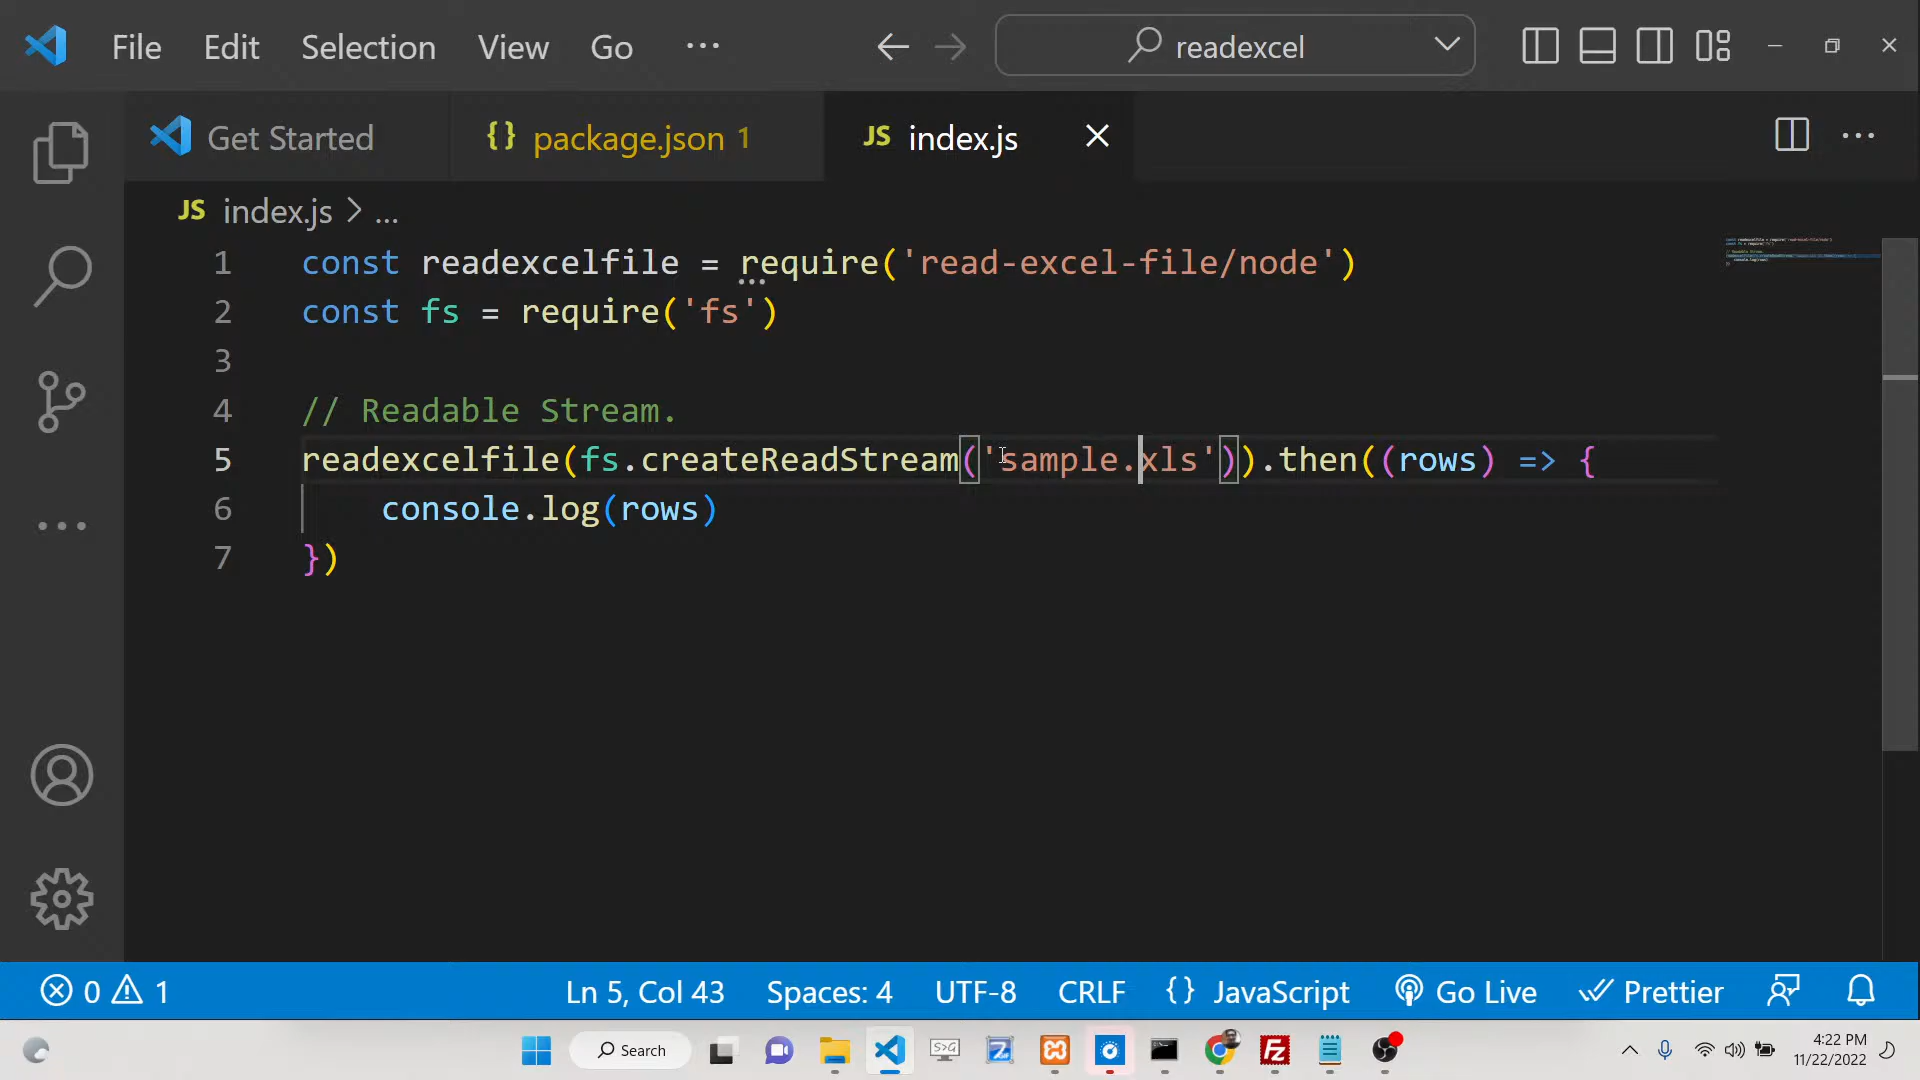 File Edit Selection View Go ··· readexcel
Get Started {} package.json 1 JS index.js
JS index.js > ...
1 const readexcelfile = require('read-excel-file/node')
2 const fs = require('fs')
3
4 // Readable Stream.
5 readexcelfile(fs.createReadStream('sample.xls')).then((rows) => {
6 console.log(rows)
7 })
0 1 Ln 5, Col 43 Spaces: 4 UTF-8 CRLF {} JavaScript Go Live Prettier
Search
4:22 PM
11/22/2022